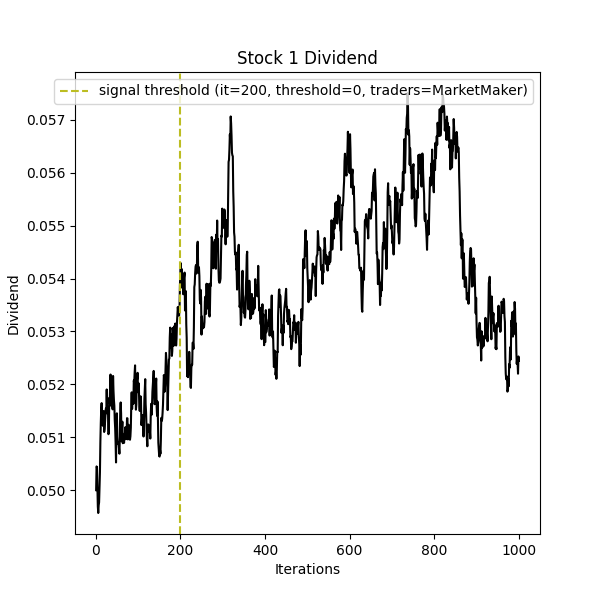 Stock 1 Dividend
signal threshold (it=200, threshold=0, traders=MarketMaker)
0.057
0.056
0.055
0.054
0.053
0.052
0.051
0.050
Dividend
0 200 400 600 800 1000
Iterations